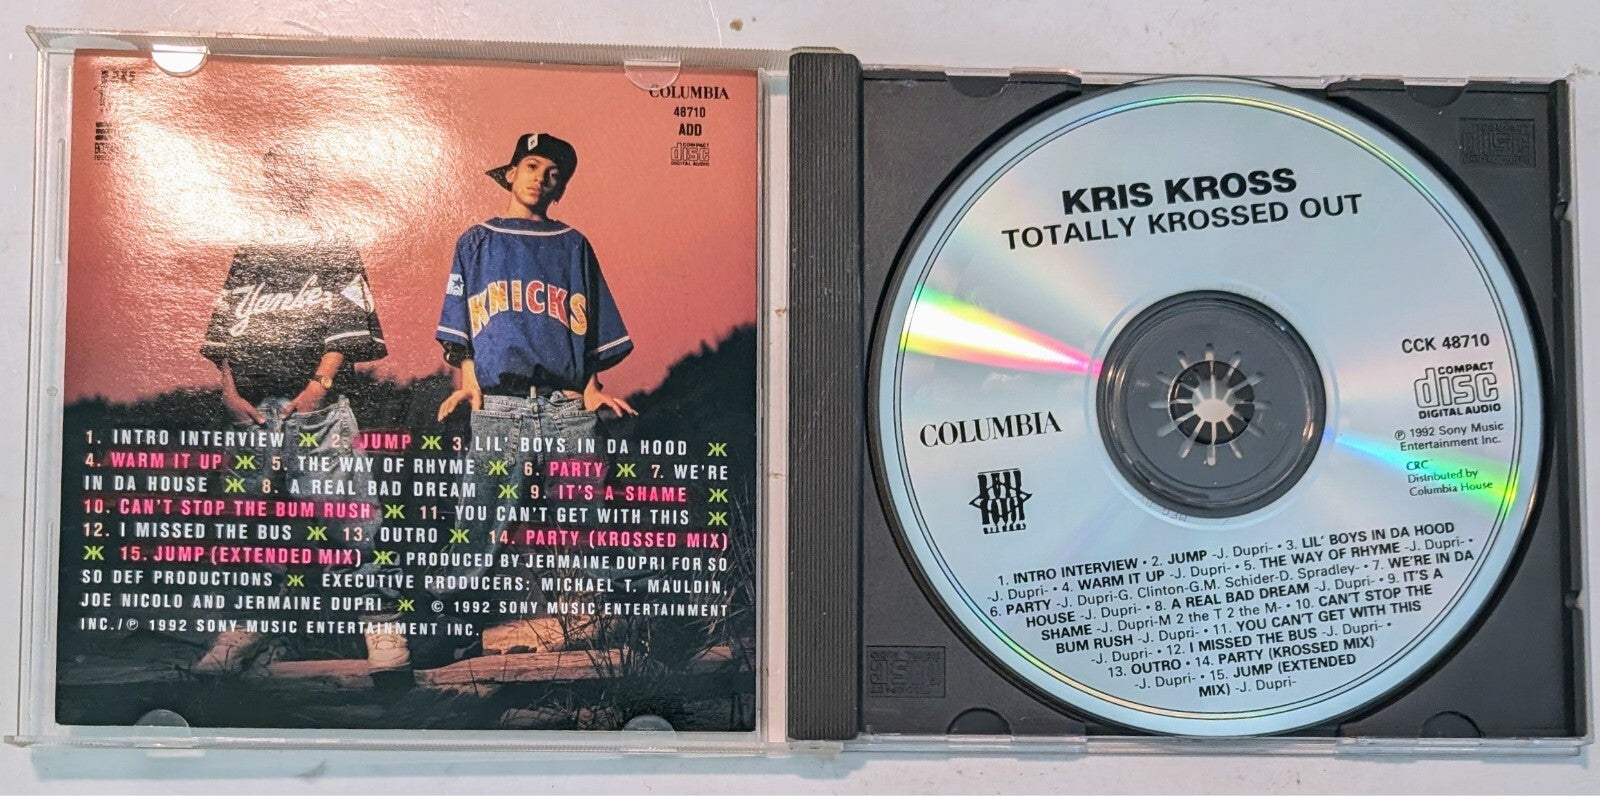 COLUMBIA
48710
ADD
COMPACT
disc
DIGITAL AUDIO
KNICKS
1. INTRO INTERVIEW Ж 2. JUMP Ж 3. LIL' BOYS IN DA HOOD Ж
4. WARM IT UP Ж 5. THE WAY OF RHYME Ж 6. PARTY Ж 7. WE'RE
IN DA HOUSE Ж 8. A REAL BAD DREAM Ж 9. IT'S A SHAME Ж
10. CAN'T STOP THE BUM RUSH Ж 11. YOU CAN'T GET WITH THIS Ж
12. I MISSED THE BUS Ж 13. OUTRO Ж 14. PARTY (KROSSED MIX)
Ж 15. JUMP (EXTENDED MIX) Ж PRODUCED BY JERMAINE DUPRI FOR SO
SO DEF PRODUCTIONS Ж EXECUTIVE PRODUCERS: MICHAEL T. MAULDIN,
JOE NICOLO AND JERMAINE DUPRI Ж © 1992 SONY MUSIC ENTERTAINMENT
INC./℗ 1992 SONY MUSIC ENTERTAINMENT INC.
KRIS KROSS
TOTALLY KROSSED OUT
CCK 48710
COMPACT
disc
DIGITAL AUDIO
℗ 1992 Sony Music
Entertainment Inc.
CRC
Distributed by
Columbia House
COLUMBIA
1. INTRO INTERVIEW • 2. JUMP -J. Dupri- • 3. LIL' BOYS IN DA HOOD
-J. Dupri- • 4. WARM IT UP -J. Dupri- • 5. THE WAY OF RHYME -J. Dupri- •
6. PARTY -J. Dupri-G. Clinton-G.M. Schider-D. Spradley- • 7. WE'RE IN DA
HOUSE -J. Dupri- • 8. A REAL BAD DREAM -J. Dupri- • 9. IT'S A
SHAME -J. Dupri-M 2 the T 2 the M- • 10. CAN'T STOP THE
BUM RUSH -J. Dupri- • 11. YOU CAN'T GET WITH THIS
-J. Dupri- • 12. I MISSED THE BUS -J. Dupri- •
13. OUTRO • 14. PARTY (KROSSED MIX)
-J. Dupri- • 15. JUMP (EXTENDED
MIX) -J. Dupri-